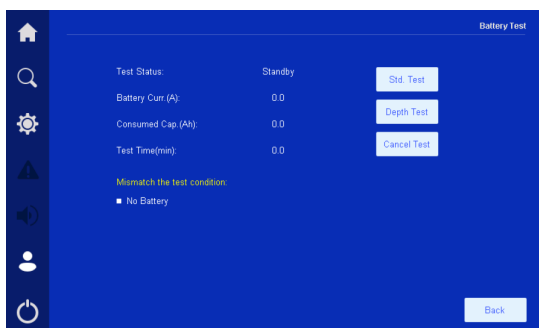 Battery Test
Test Status: Standby
Std. Test
Battery Curr.(A): 0.0
Depth Test
Consumed Cap.(Ah): 0.0
Cancel Test
Test Time(min): 0.0
Mismatch the test condition:
No Battery
Back